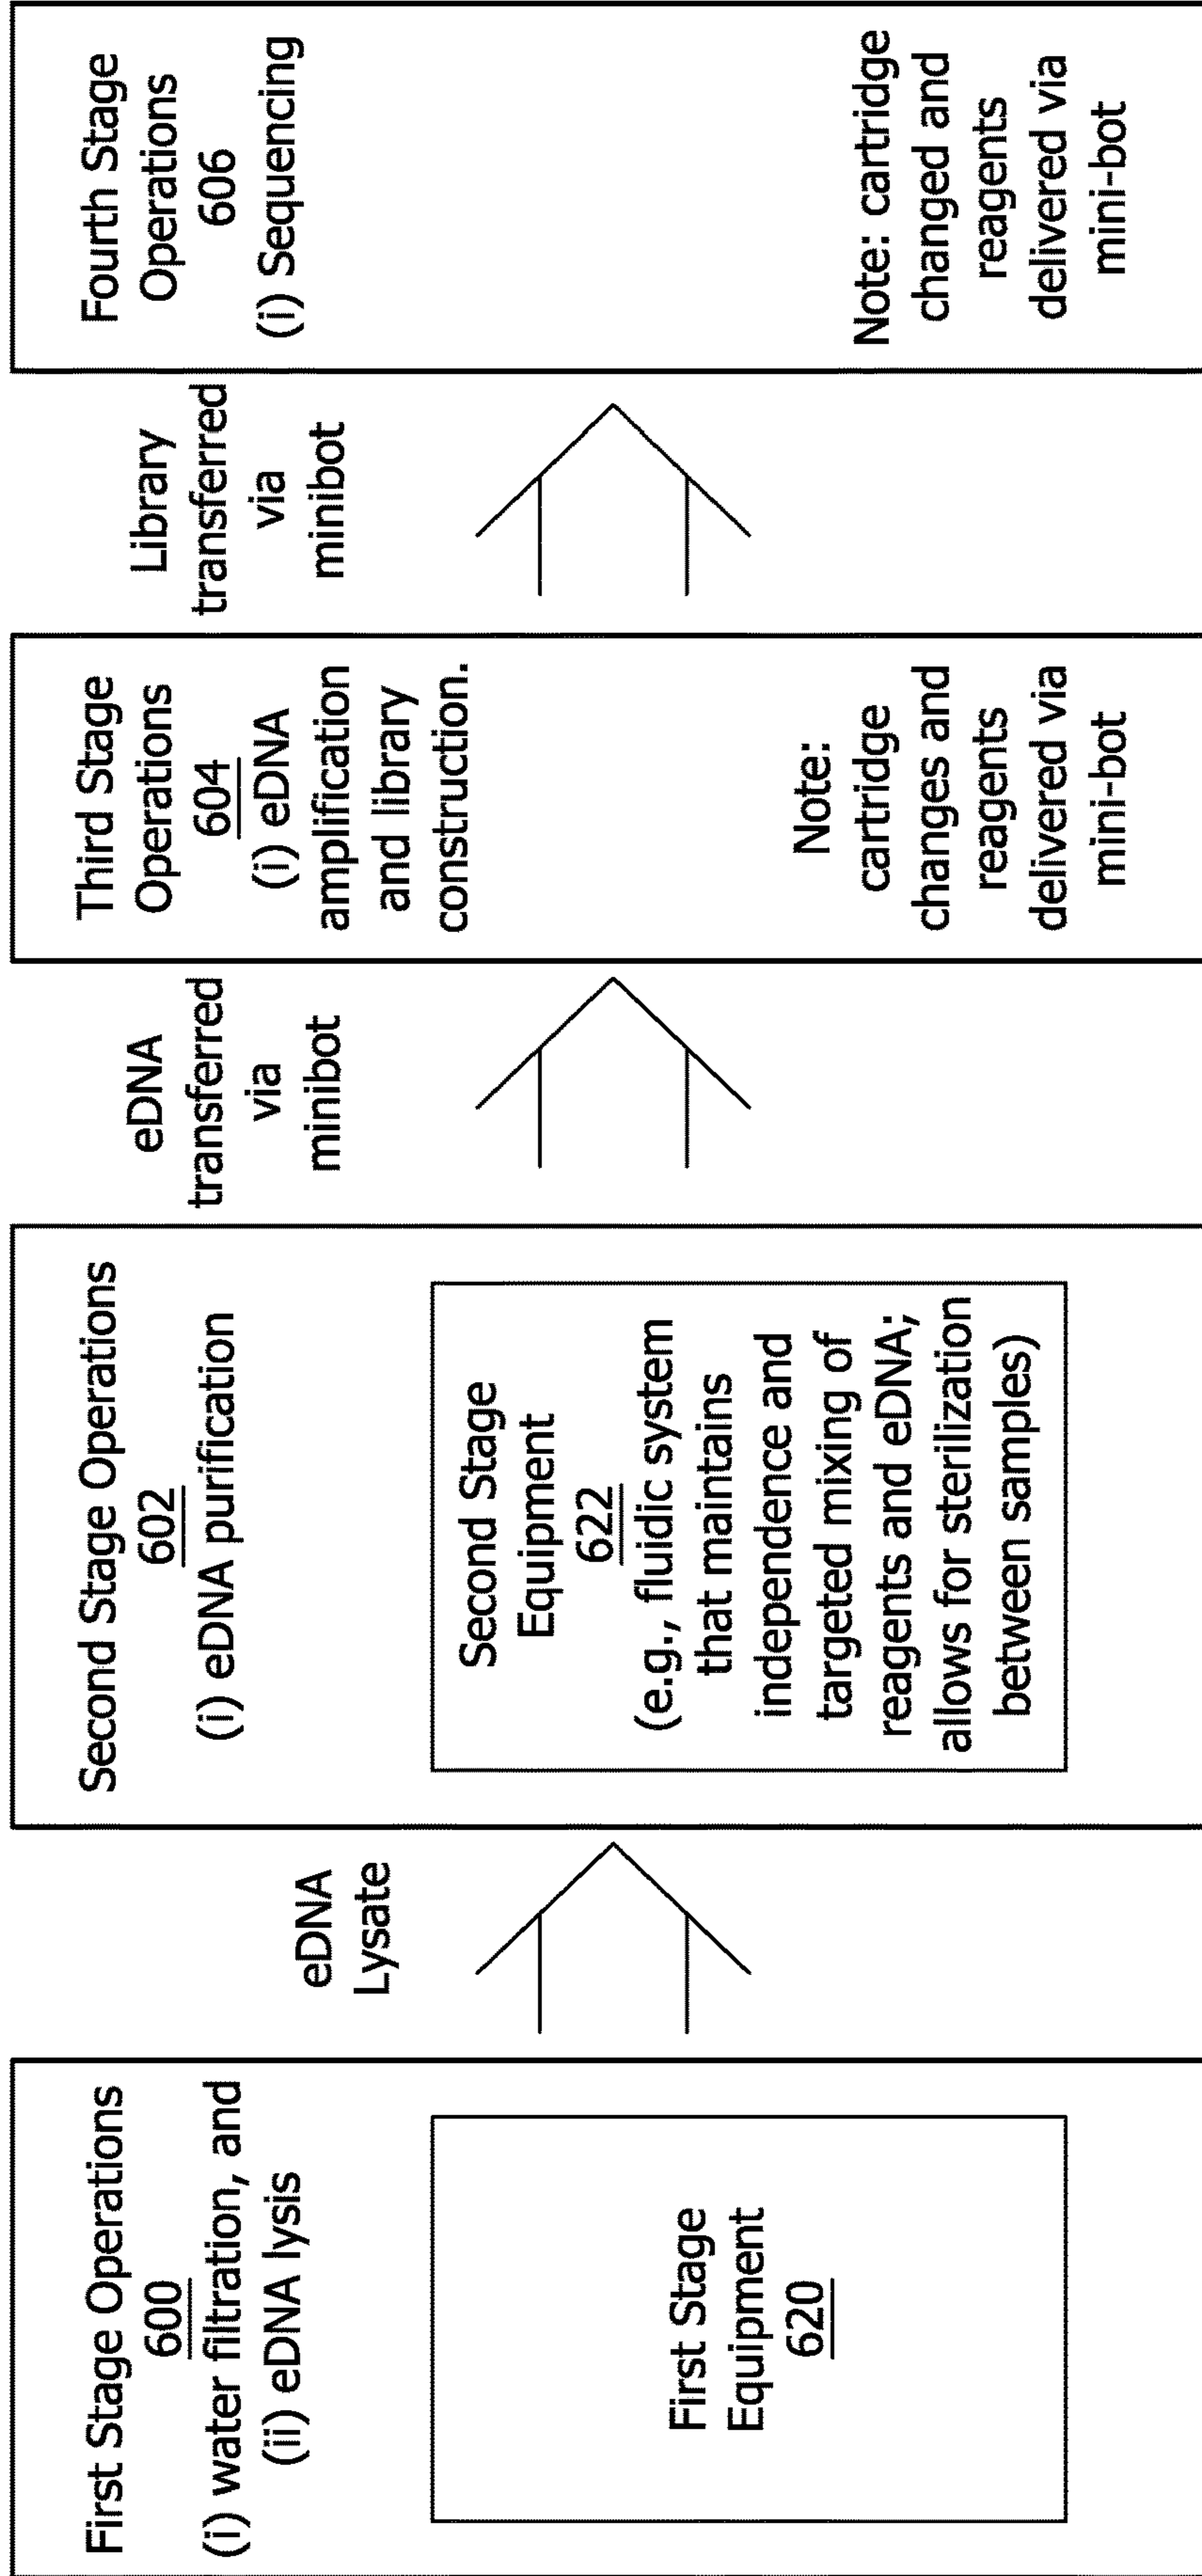 First Stage Operations
600
(i) water filtration, and
(ii) eDNA lysis
First Stage
Equipment
620
eDNA
Lysate
Second Stage Operations
602
(i) eDNA purification
Second Stage
Equipment
622
(e.g., fluidic system
that maintains
independence and
targeted mixing of
reagents and eDNA;
allows for sterilization
between samples)
eDNA
transferred
via
minibot
Third Stage
Operations
604
(i) eDNA
amplification
and library
construction.
Note:
cartridge
changes and
reagents
delivered via
mini-bot
Library
transferred
via
minibot
Fourth Stage
Operations
606
(i) Sequencing
Note: cartridge
changed and
reagents
delivered via
mini-bot